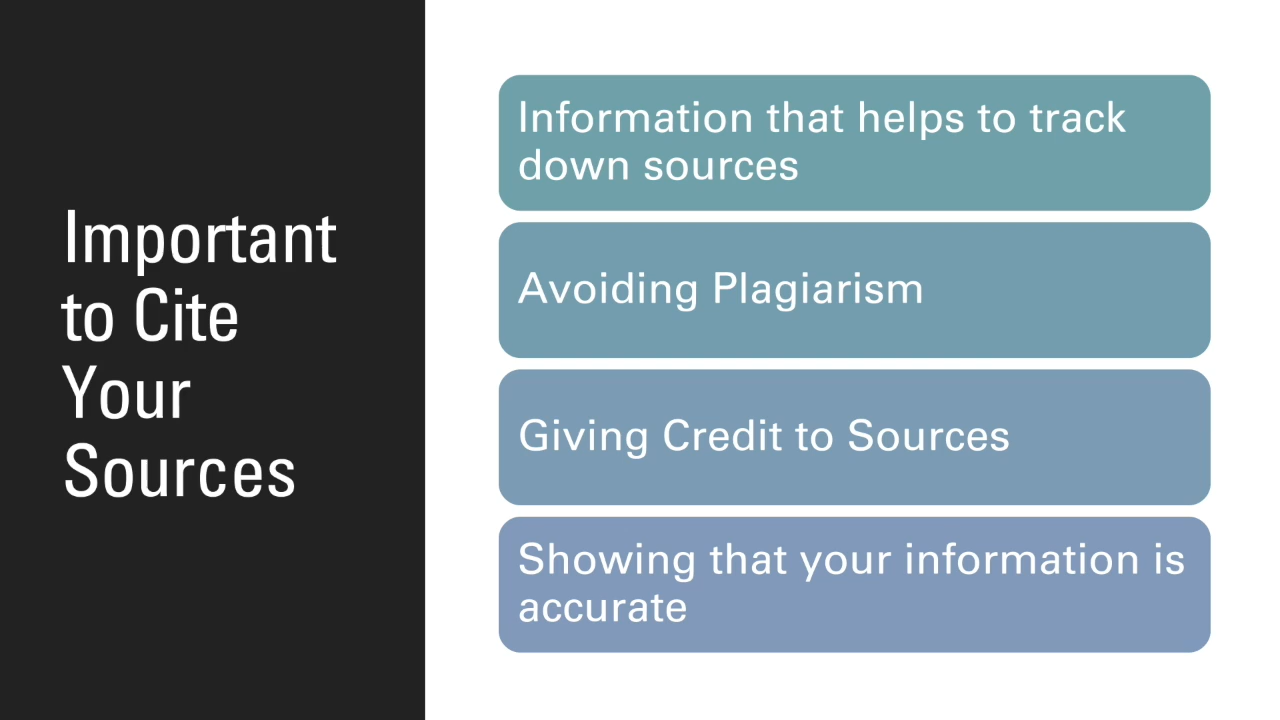 Important
to Cite
Your
Sources
Information that helps to track
down sources
Avoiding Plagiarism
Giving Credit to Sources
Showing that your information is
accurate